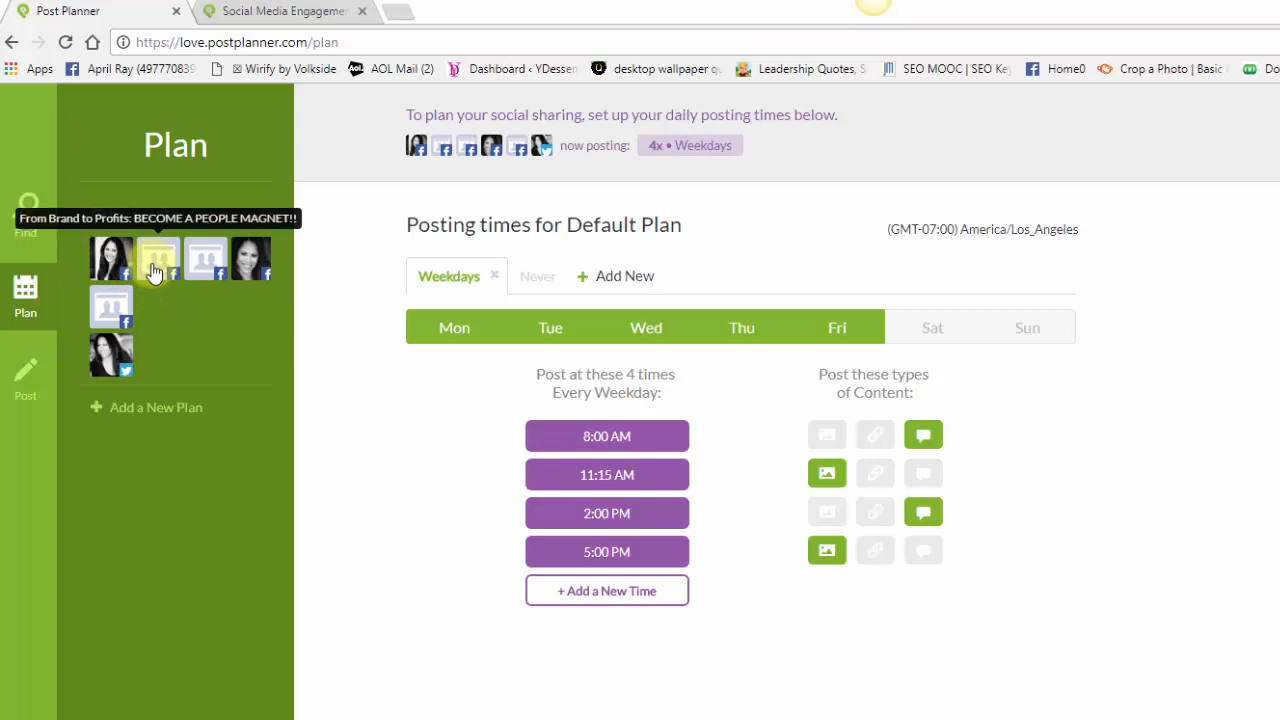 Post Planner
Social Media Engageme
https://love.postplanner.com/plan
Apps
April Ray (497770839
Wirify by Volkside
AOL Mail (2)
Dashboard ‹ YDesser
desktop wallpaper qu
Leadership Quotes, S
SEO MOOC | SEO Key
Home0
Crop a Photo | Basic
Do
Plan
To plan your social sharing, set up your daily posting times below.
now posting:
4x • Weekdays
From Brand to Profits: BECOME A PEOPLE MAGNET!!
Find
Plan
Post
+ Add a New Plan
Posting times for Default Plan
(GMT-07:00) America/Los_Angeles
Weekdays
Never
+ Add New
Mon Tue Wed Thu Fri Sat Sun
Post at these 4 times
Every Weekday:
Post these types
of Content:
8:00 AM
11:15 AM
2:00 PM
5:00 PM
+ Add a New Time